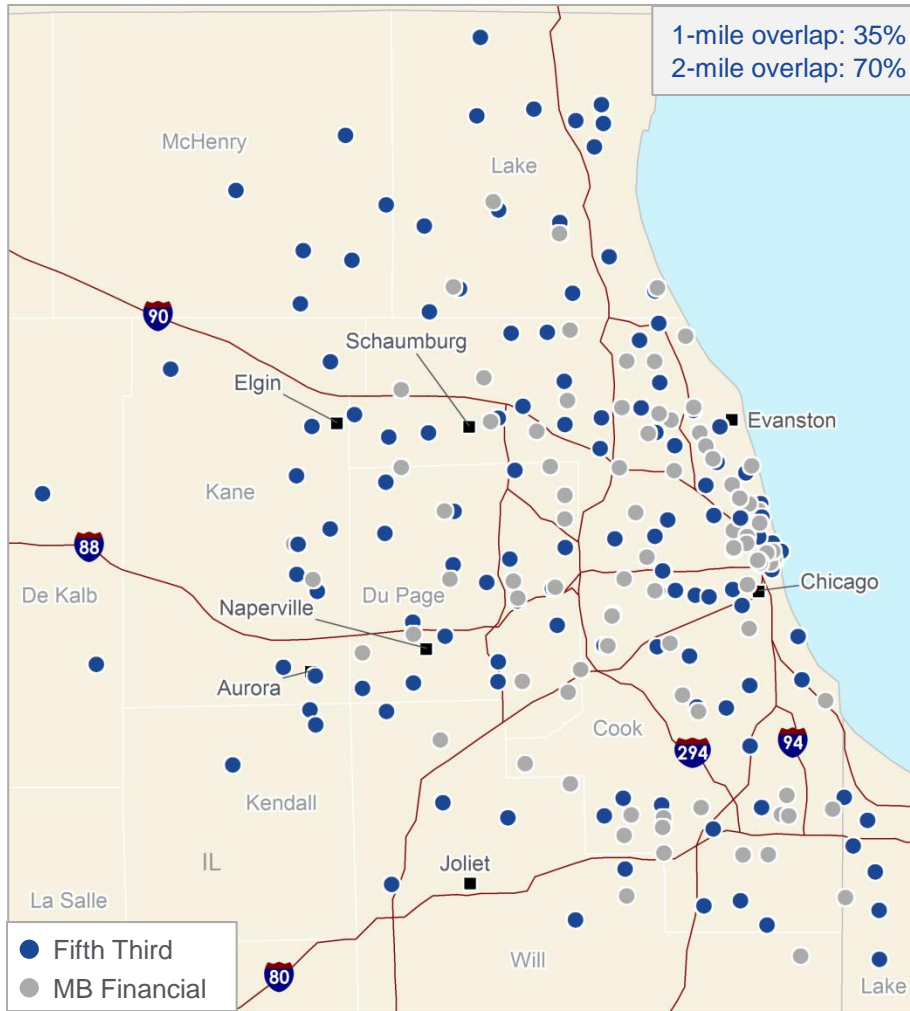 1-mile overlap: 35%
2-mile overlap: 70%
McHenry
Lake
90
Schaumburg
Elgin
Evanston
Kane
88
De Kalb
Chicago
Du Page
Naperville
Aurora
Cook
294
94
Kendall
IL
Joliet
La Salle
Fifth Third
Will
80
MB Financial
Lake